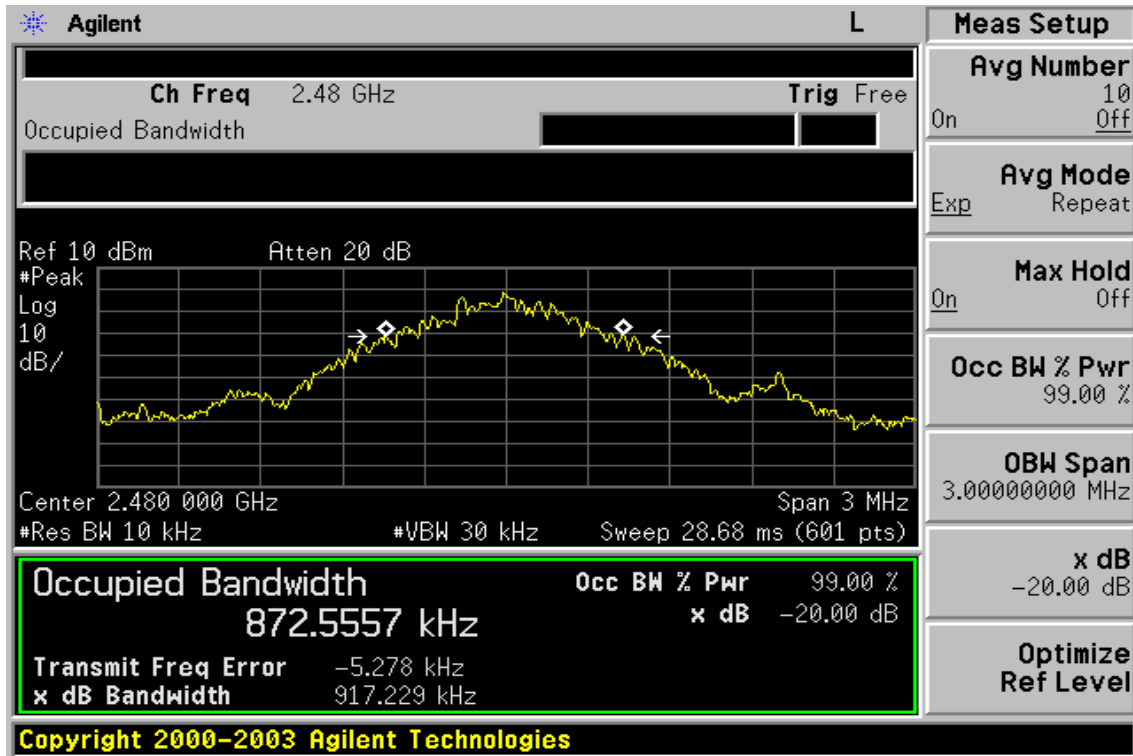 Agilent L
Ch Freq 2.48 GHz Trig Free
Occupied Bandwidth
Ref 10 dBm Atten 20 dB
#Peak
Log
10
dB/
Center 2.480 000 GHz Span 3 MHz
#Res BW 10 kHz #VBW 30 kHz Sweep 28.68 ms (601 pts)
Occupied Bandwidth
872.5557 kHz
Occ BW % Pwr 99.00 %
x dB -20.00 dB
Transmit Freq Error -5.278 kHz
x dB Bandwidth 917.229 kHz
Copyright 2000-2003 Agilent Technologies
Meas Setup
Avg Number
10
On Off
Avg Mode
Exp Repeat
Max Hold
On Off
Occ BW % Pwr
99.00 %
OBW Span
3.00000000 MHz
x dB
-20.00 dB
Optimize
Ref Level